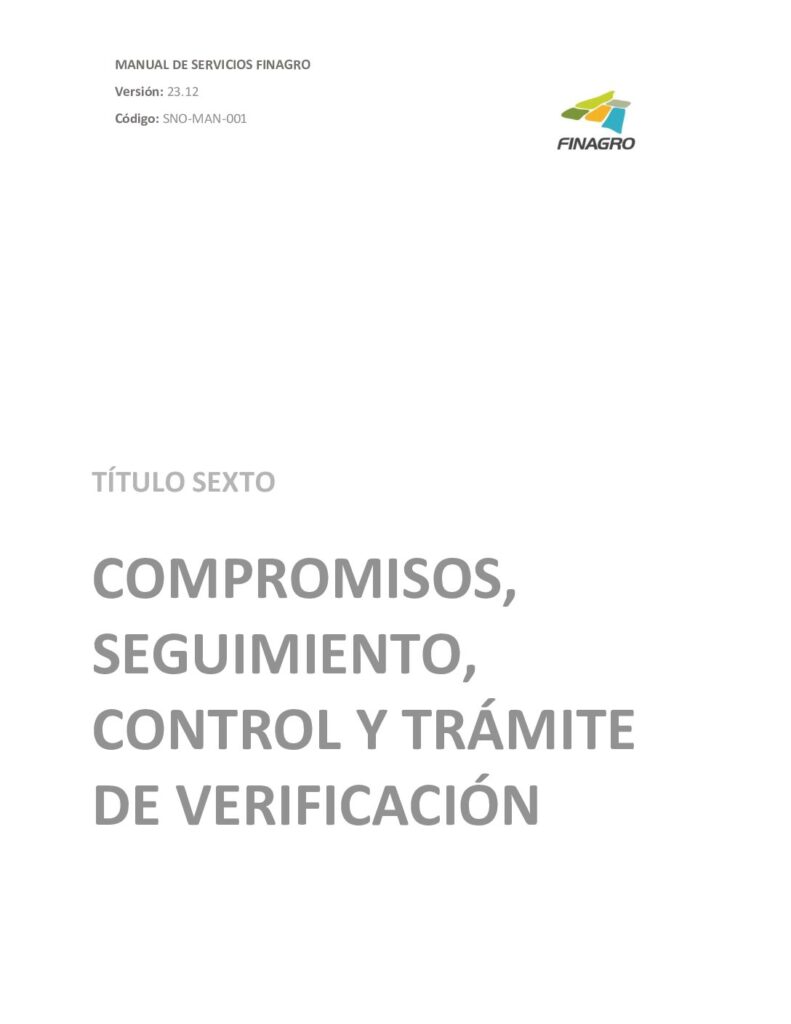 MANUAL DE SERVICIOS FINAGRO
Versión: 23.12
Código: SNO-MAN-001
FINAGRO
TÍTULO SEXTO
COMPROMISOS,
SEGUIMIENTO,
CONTROL Y TRÁMITE
DE VERIFICACIÓN